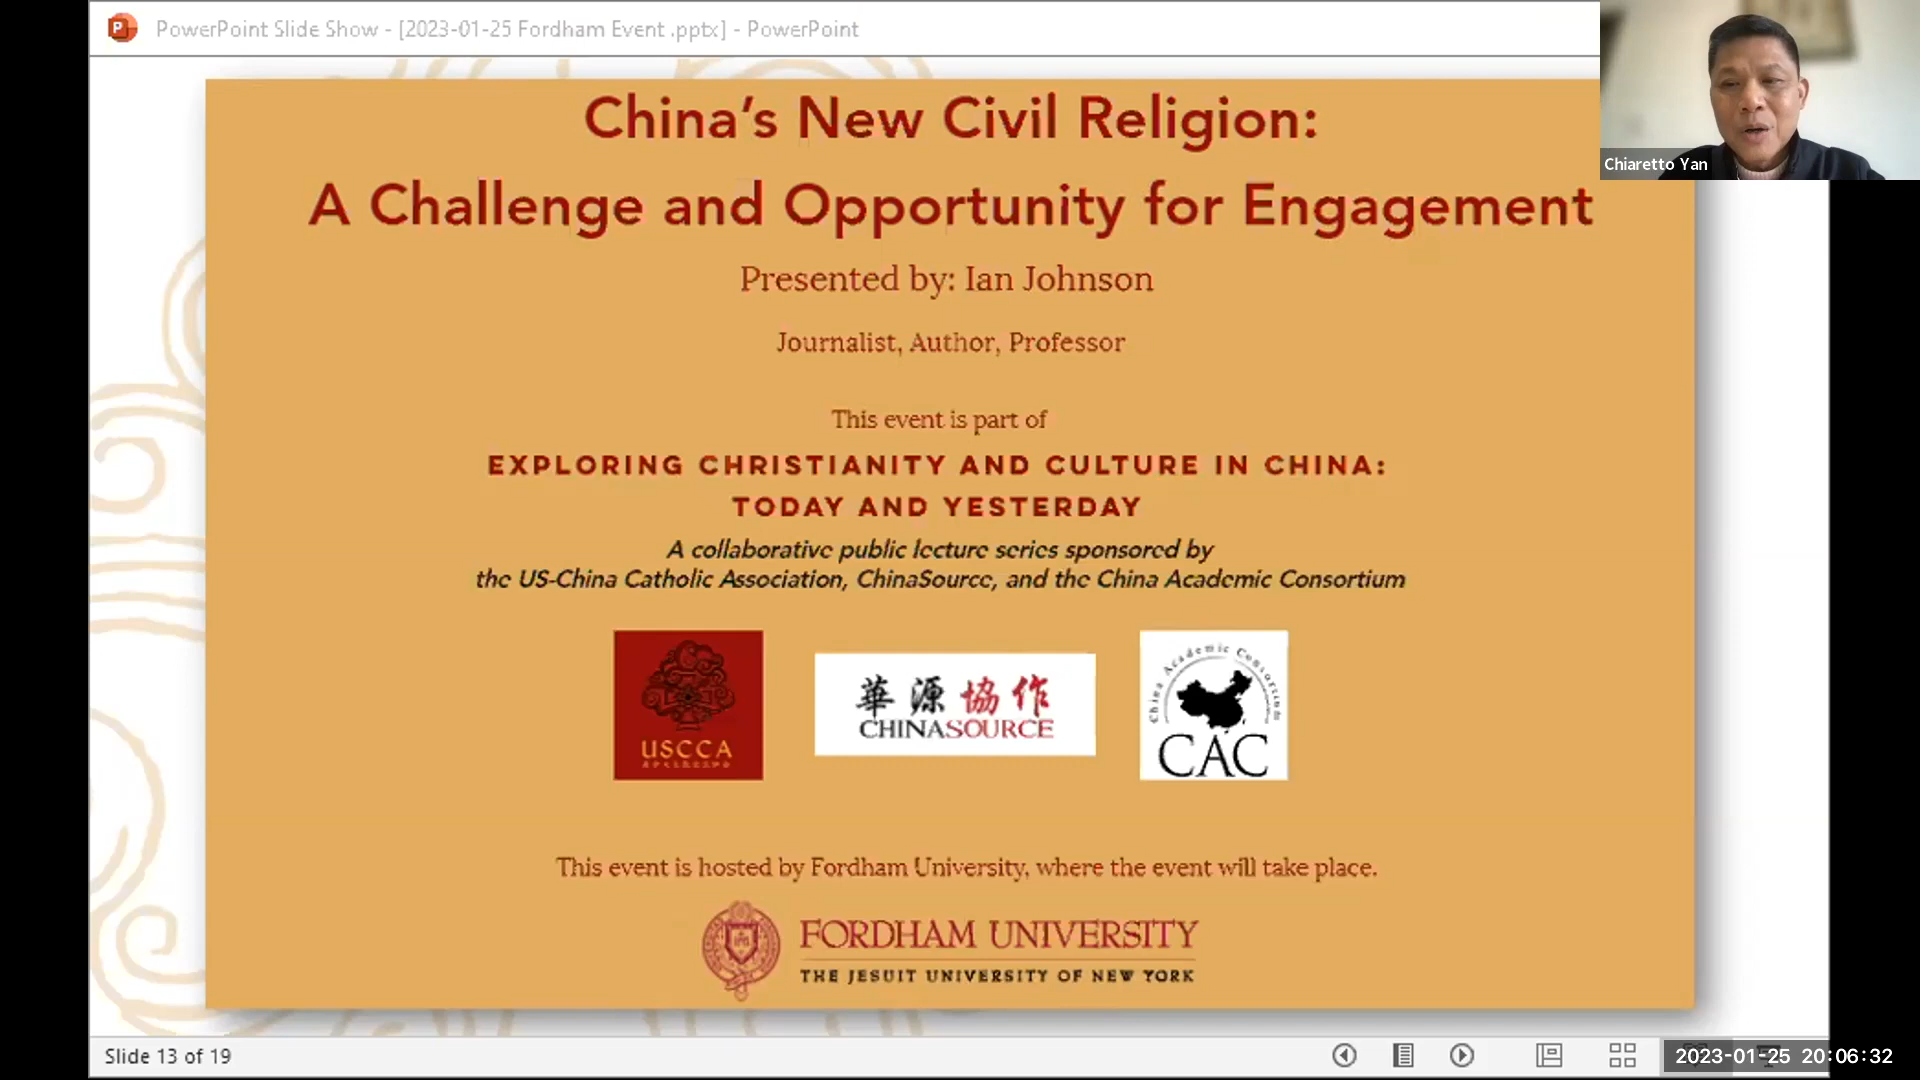 PowerPoint Slide Show - [2023-01-25 Fordham Event .pptx] - PowerPoint
Chiaretto Yan
China's New Civil Religion:
A Challenge and Opportunity for Engagement
Presented by: Ian Johnson
Journalist, Author, Professor
This event is part of
EXPLORING CHRISTIANITY AND CULTURE IN CHINA:
TODAY AND YESTERDAY
A collaborative public lecture series sponsored by
the US-China Catholic Association, ChinaSource, and the China Academic Consortium
USCCA
華源協作
CHINASOURCE
China Academic Consortium
CAC
This event is hosted by Fordham University, where the event will take place.
FORDHAM UNIVERSITY
THE JESUIT UNIVERSITY OF NEW YORK
Slide 13 of 19
2023-01-25 20:06:32